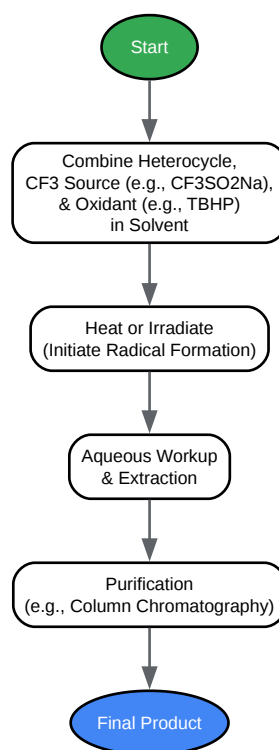 Start
Combine Heterocycle,
CF3 Source (e.g., CF3SO2Na),
& Oxidant (e.g., TBHP)
in Solvent
Heat or Irradiate
(Initiate Radical Formation)
Aqueous Workup
& Extraction
Purification
(e.g., Column Chromatography)
Final Product